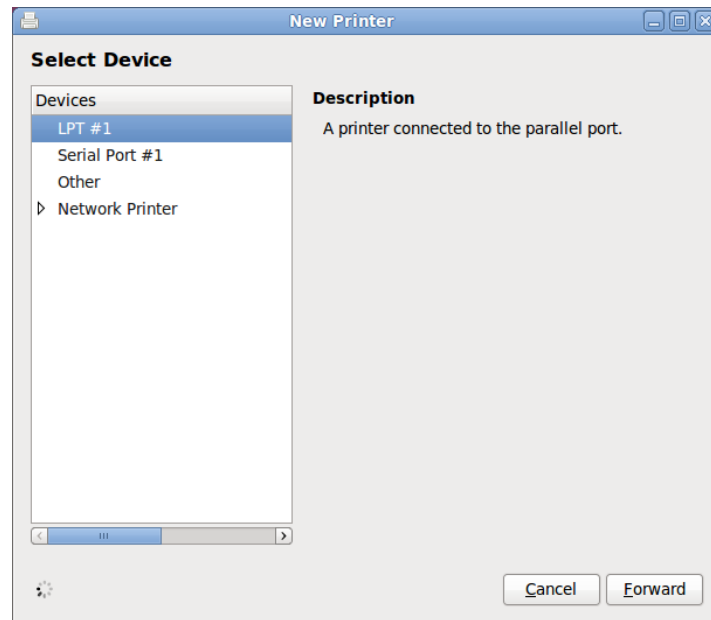 New Printer
Select Device
Devices
LPT #1
Serial Port #1
Other
Network Printer
Description
A printer connected to the parallel port.
Cancel
Forward